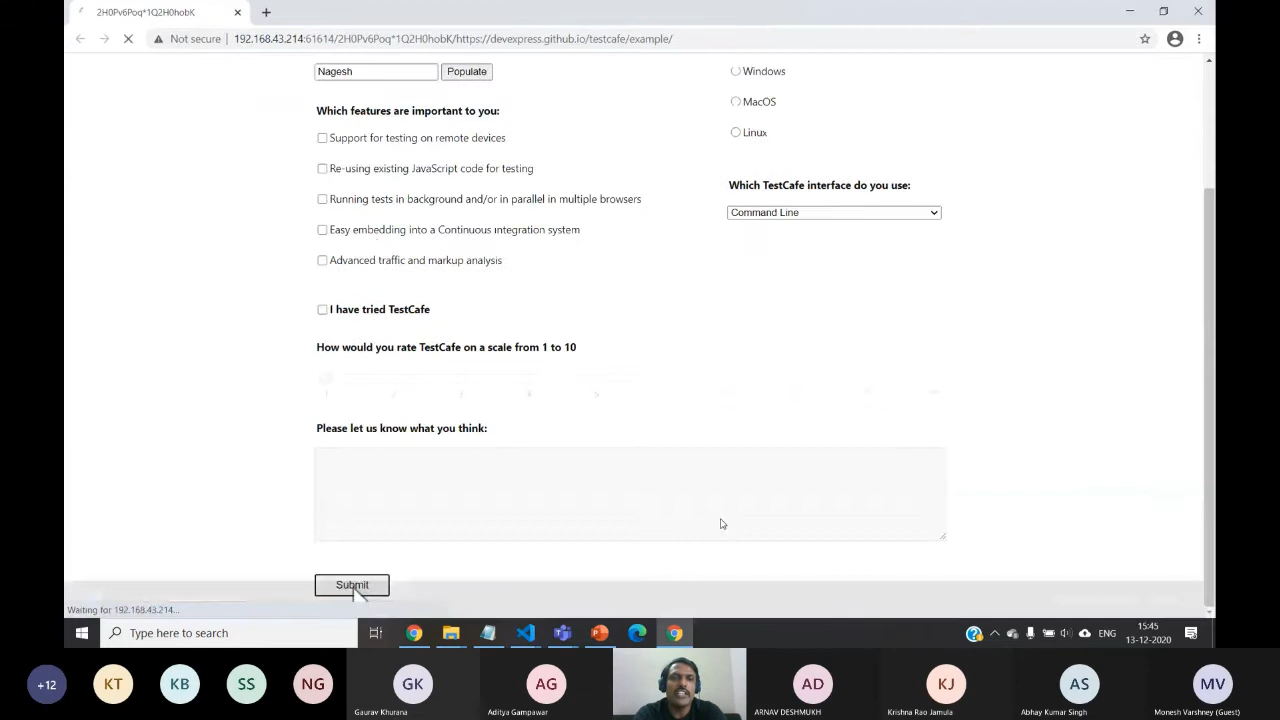 2H0Pv6Poq*1Q2H0hobK
Not secure
192.168.43.214:61614/2H0Pv6Poq*1Q2H0hobK/https://devexpress.github.io/testcafe/example/
Nagesh
Populate
Windows
Which features are important to you:
MacOS
Support for testing on remote devices
Linux
Re-using existing JavaScript code for testing
Which TestCafe interface do you use:
Running tests in background and/or in parallel in multiple browsers
Command Line
Easy embedding into a Continuous integration system
Advanced traffic and markup analysis
I have tried TestCafe
How would you rate TestCafe on a scale from 1 to 10
1 2 3 4 5
Please let us know what you think:
Submit
Waiting for 192.168.43.214...
Type here to search
ENG
15:45
13-12-2020
+12
KT
KB
SS
NG
GK
AG
AD
KJ
AS
MV
Gaurav Khurana
Aditya Gampawar
ARNAV DESHMUKH
Krishna Rao Jamula
Abhay Kumar Singh
Monesh Varshney (Guest)